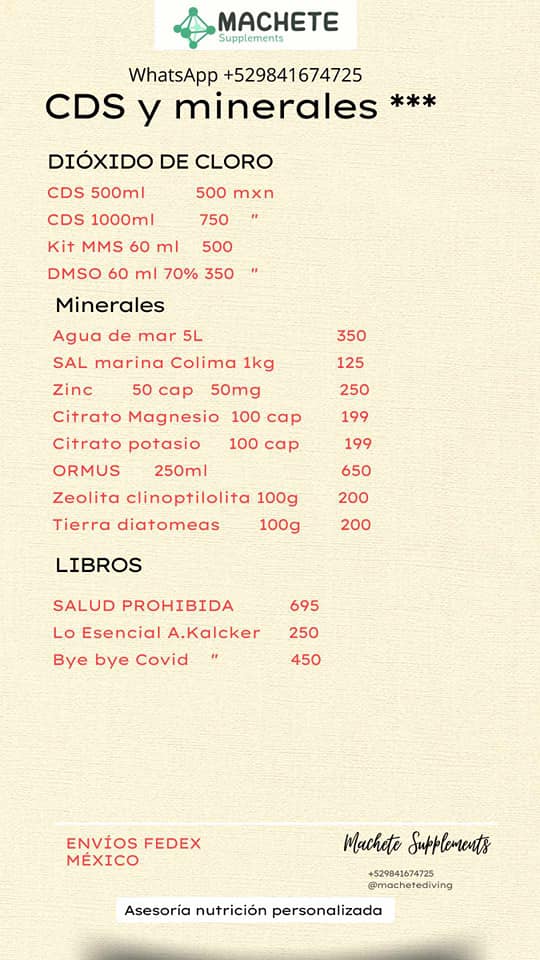 MACHETE
Supplements
WhatsApp +529841674725
CDS y minerales ***
DIÓXIDO DE CLORO
CDS 500ml 500 mxn
CDS 1000ml 750 "
Kit MMS 60 ml 500
DMSO 60 ml 70% 350 "
Minerales
Agua de mar 5L 350
SAL marina Colima 1kg 125
Zinc 50 cap 50mg 250
Citrato Magnesio 100 cap 199
Citrato potasio 100 cap 199
ORMUS 250ml 650
Zeolita clinoptilolita 100g 200
Tierra diatomeas 100g 200
LIBROS
SALUD PROHIBIDA 695
Lo Esencial A.Kalcker 250
Bye bye Covid " 450
ENVÍOS FEDEX
MÉXICO
Machete Supplements
+529841674725
@machetediving
Asesoría nutrición personalizada